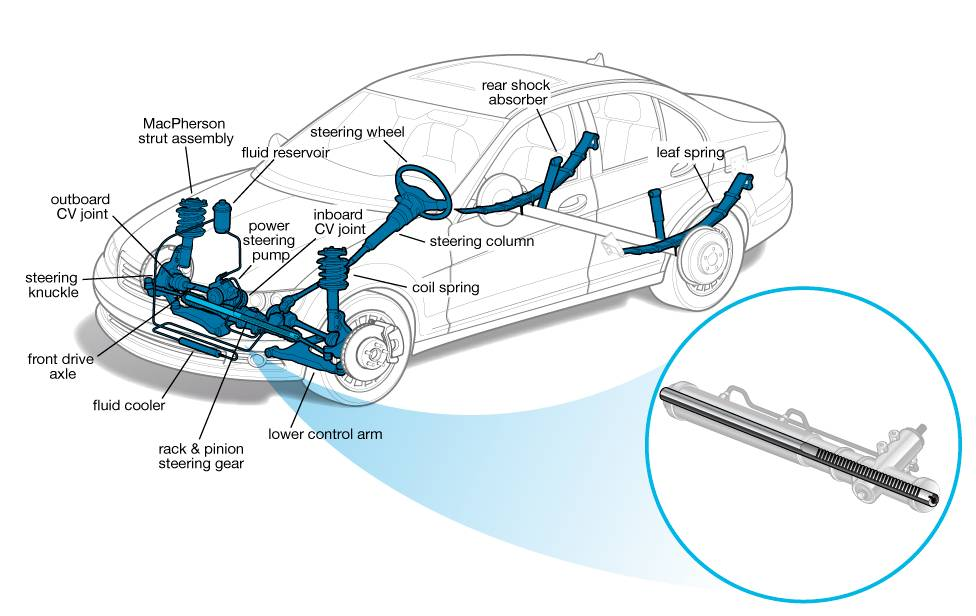 rear shock
absorber
MacPherson
strut assembly
steering wheel
fluid reservoir
leaf spring
outboard
CV joint
inboard
CV joint
power
steering
pump
steering column
steering
knuckle
coil spring
front drive
axle
fluid cooler
lower control arm
rack & pinion
steering gear